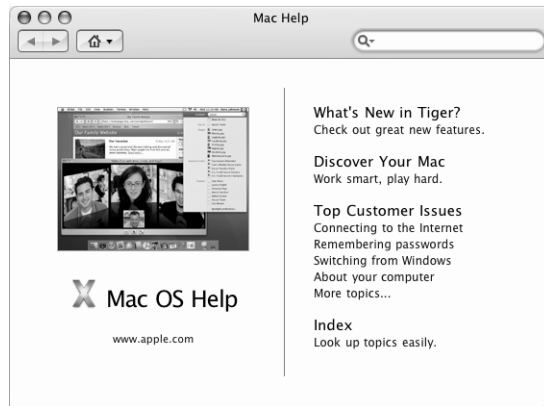 Mac Help
Mac OS Help
www.apple.com
What's New in Tiger?
Check out great new features.
Discover Your Mac
Work smart, play hard.
Top Customer Issues
Connecting to the Internet
Remembering passwords
Switching from Windows
About your computer
More topics...
Index
Look up topics easily.